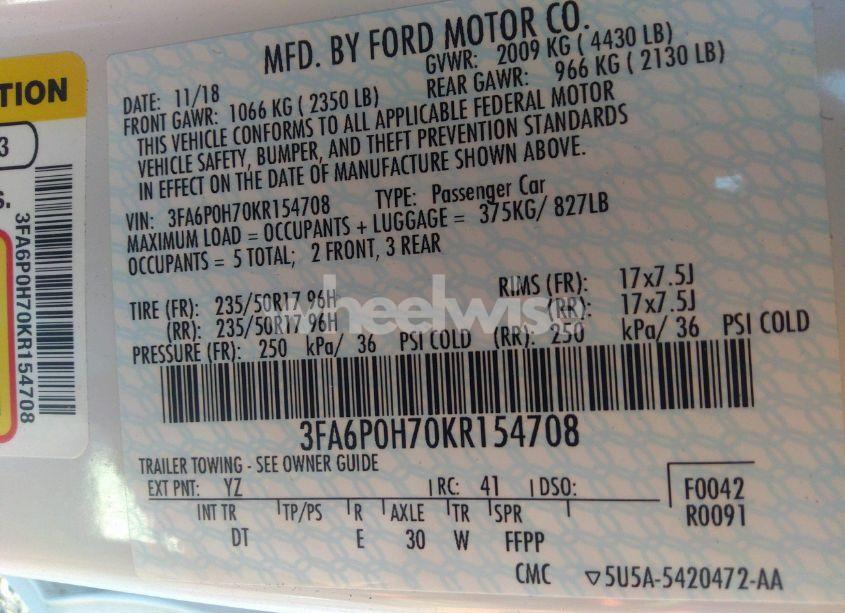 TION
3
S.
3FA6P0H70KR154708
MFD. BY FORD MOTOR CO.
DATE: 11/18 GVWR: 2009 KG ( 4430 LB)
FRONT GAWR: 1066 KG ( 2350 LB) REAR GAWR: 966 KG ( 2130 LB)
THIS VEHICLE CONFORMS TO ALL APPLICABLE FEDERAL MOTOR
VEHICLE SAFETY, BUMPER, AND THEFT PREVENTION STANDARDS
IN EFFECT ON THE DATE OF MANUFACTURE SHOWN ABOVE.
VIN: 3FA6P0H70KR154708 TYPE: Passenger Car
MAXIMUM LOAD = OCCUPANTS + LUGGAGE = 375KG/ 827LB
OCCUPANTS = 5 TOTAL; 2 FRONT, 3 REAR
TIRE (FR): 235/50R17 96H RIMS (FR): 17x7.5J
(RR): 235/50R17 96H (RR): 17x7.5J
PRESSURE (FR): 250 kPa/ 36 PSI COLD (RR): 250 kPa/ 36 PSI COLD
wheelwise
3FA6P0H70KR154708
TRAILER TOWING - SEE OWNER GUIDE
EXT PNT: YZ RC: 41 DSO: F0042
INT TR TP/PS R AXLE TR SPR R0091
DT E 30 W FFPP
CMC ▽5U5A-5420472-AA